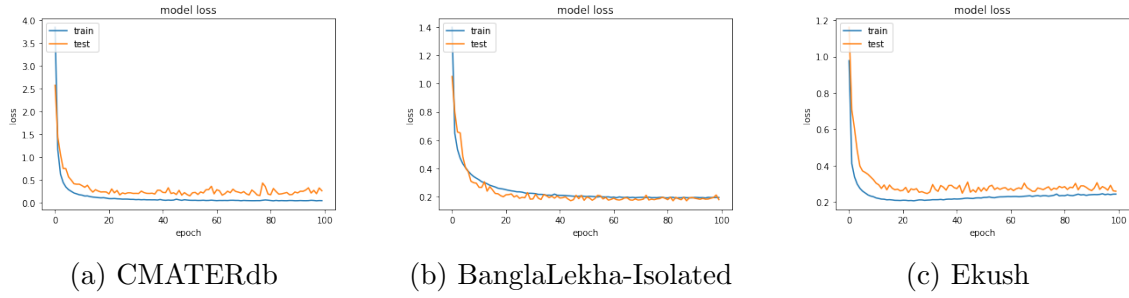 model loss
4.0
3.5
3.0
2.5
2.0
1.5
1.0
0.5
0.0
loss
train
test
0 20 40 60 80 100
epoch
(a) CMATERdb
model loss
1.4
1.2
1.0
0.8
0.6
0.4
0.2
loss
train
test
0 20 40 60 80 100
epoch
(b) BanglaLekha-Isolated
model loss
1.2
1.0
0.8
0.6
0.4
0.2
loss
train
test
0 20 40 60 80 100
epoch
(c) Ekush